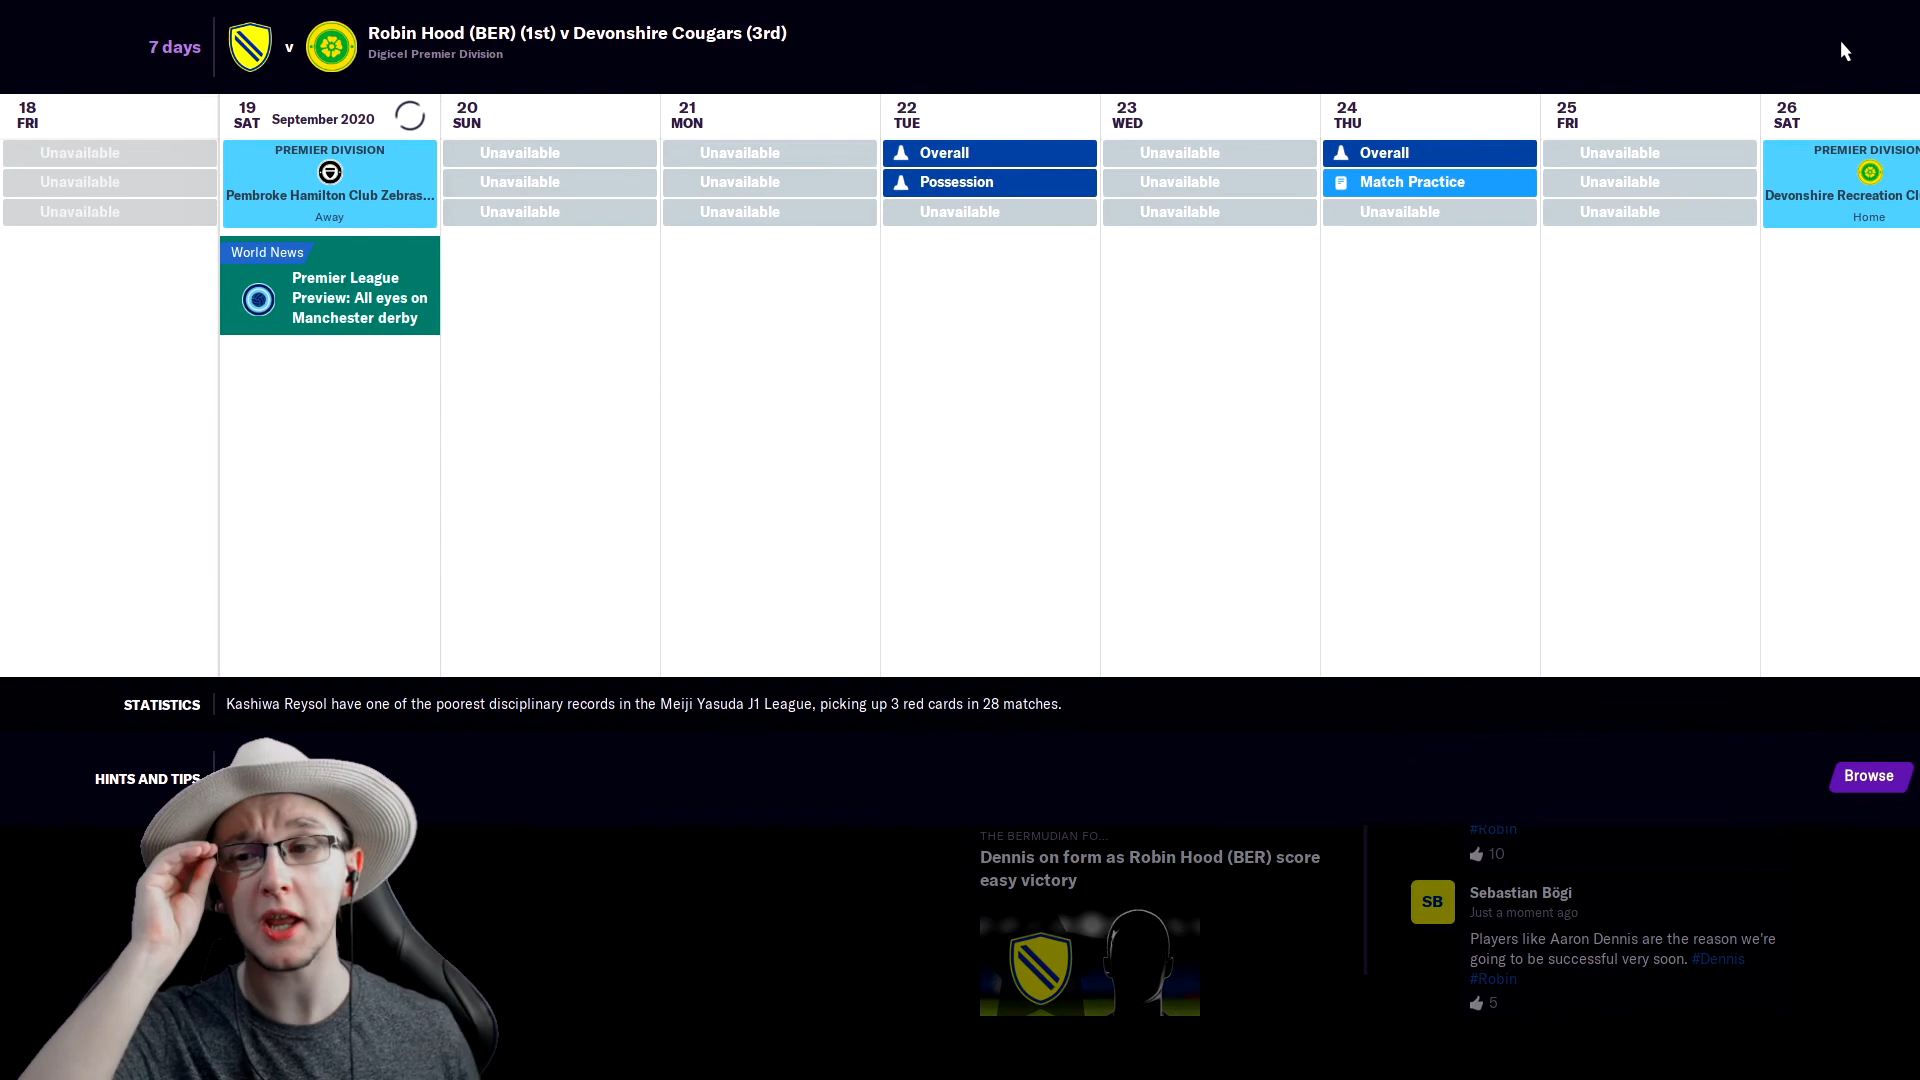 7 days
v
Robin Hood (BER) (1st) v Devonshire Cougars (3rd)
Digicel Premier Division
18
FRI
19
SAT September 2020
20
SUN
21
MON
22
TUE
23
WED
24
THU
25
FRI
26
SAT
Unavailable
Unavailable
Unavailable
PREMIER DIVISION
Pembroke Hamilton Club Zebras...
Away
World News
Premier League
Preview: All eyes on
Manchester derby
Unavailable
Unavailable
Unavailable
Unavailable
Unavailable
Unavailable
Overall
Possession
Unavailable
Unavailable
Unavailable
Unavailable
Overall
Match Practice
Unavailable
Unavailable
Unavailable
Unavailable
PREMIER DIVISION
Devonshire Recreation Cl
Home
STATISTICS
Kashiwa Reysol have one of the poorest disciplinary records in the Meiji Yasuda J1 League, picking up 3 red cards in 28 matches.
HINTS AND TIPS
Browse
THE BERMUDIAN FO...
Dennis on form as Robin Hood (BER) score
easy victory
#Robin
10
SB
Sebastian Bögi
Just a moment ago
Players like Aaron Dennis are the reason we're
going to be successful very soon. #Dennis
#Robin
5